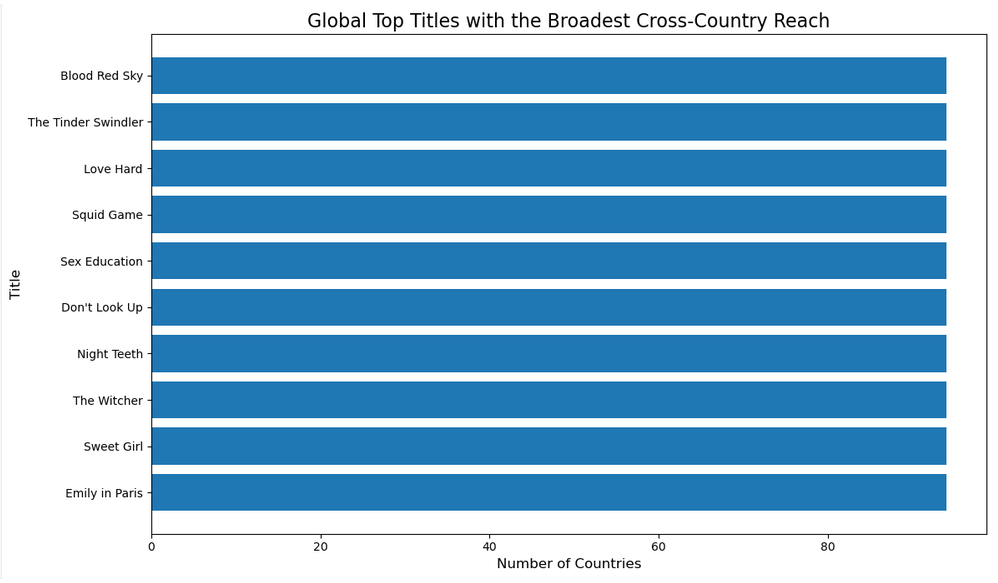 Global Top Titles with the Broadest Cross-Country Reach
Title
Blood Red Sky
The Tinder Swindler
Love Hard
Squid Game
Sex Education
Don't Look Up
Night Teeth
The Witcher
Sweet Girl
Emily in Paris
0 20 40 60 80
Number of Countries